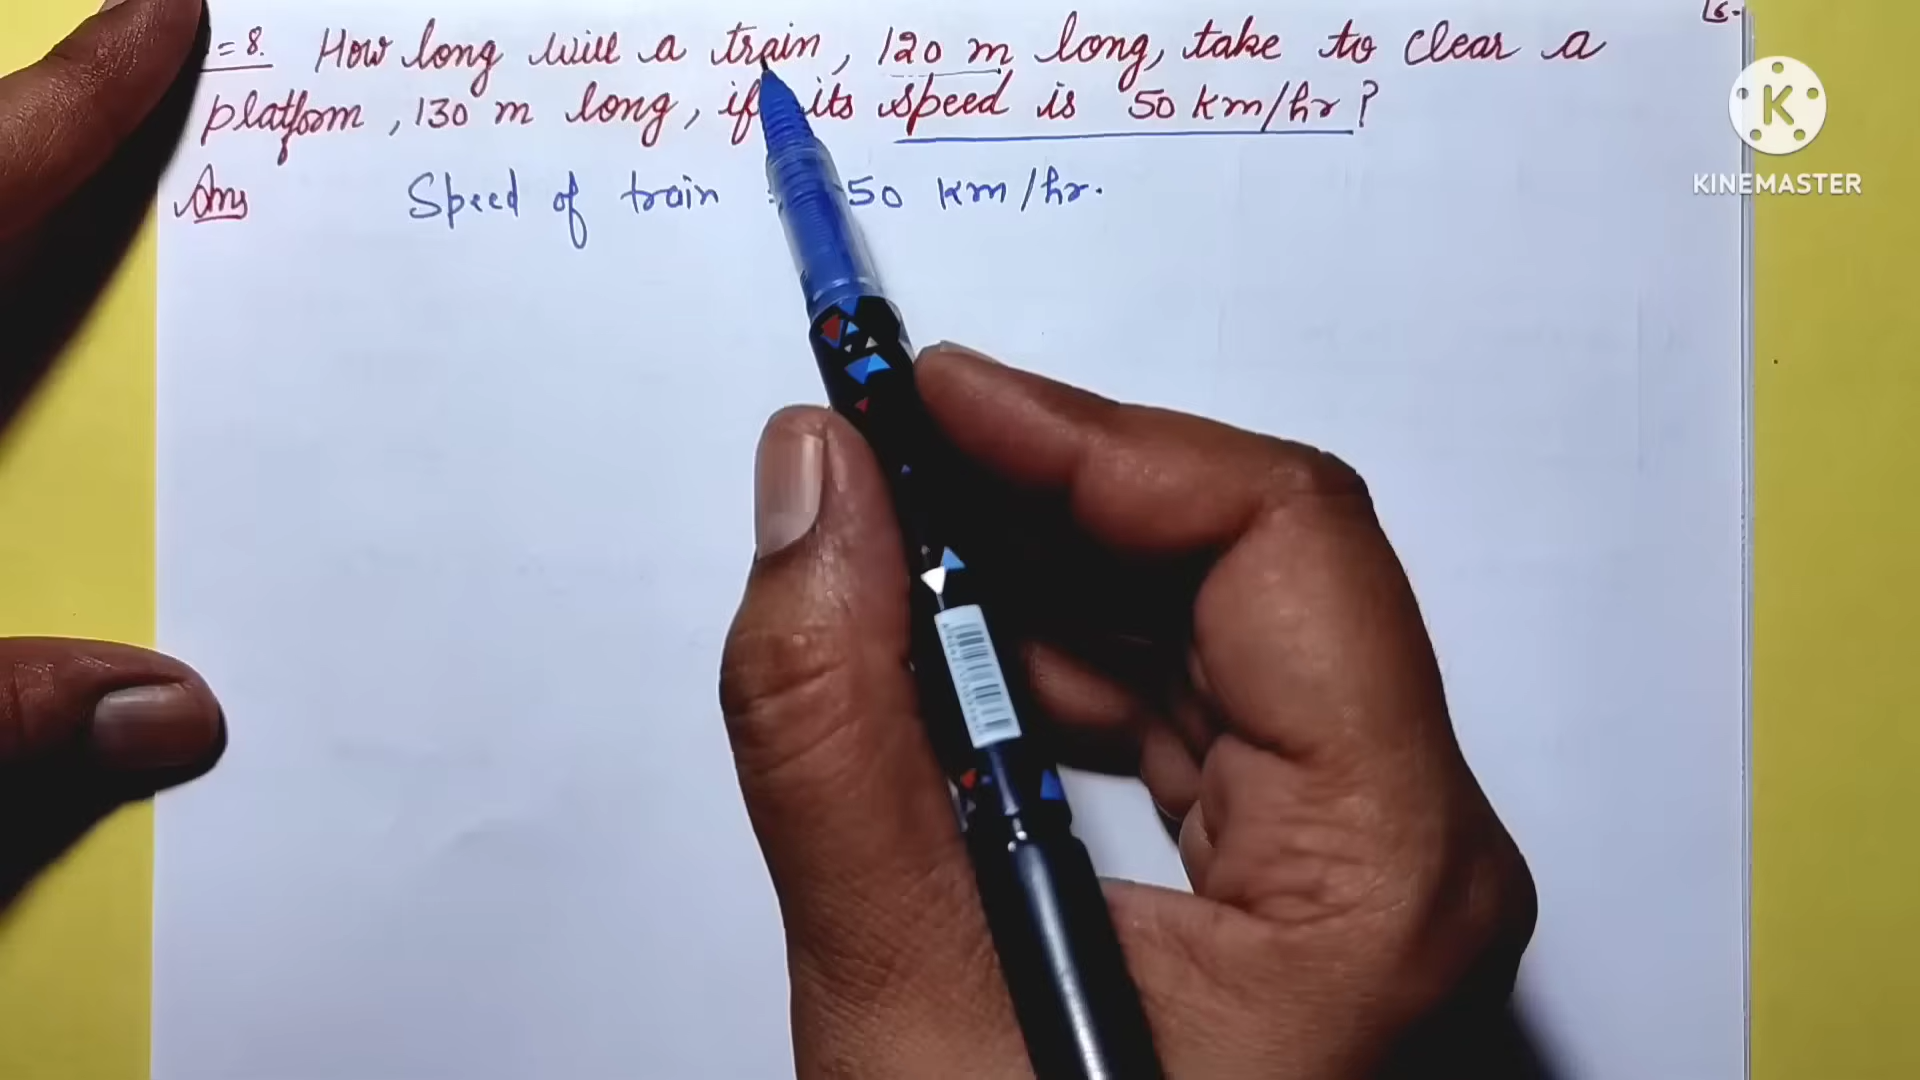 = 8. How long will a train, 120 m long, take to clear a
platform, 130 m long, if its speed is 50 km/hr?
Ans Speed of train : 50 km/hr.
KINEMASTER